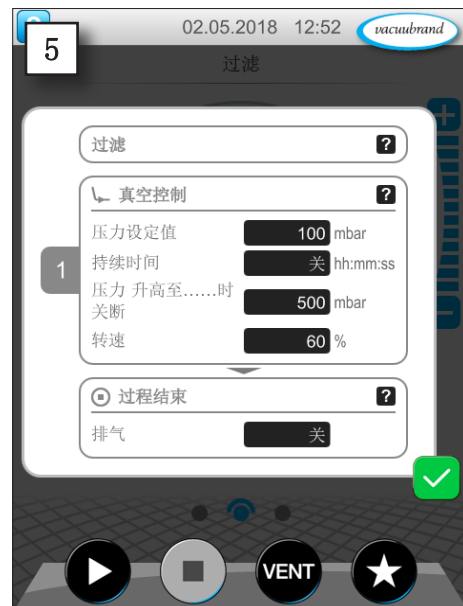 5
02.05.2018 12:52 vacuubrand
过滤
过滤 ?
真空控制 ?
1
压力设定值 100 mbar
持续时间 关 hh:mm:ss
压力 升高至……时
关断 500 mbar
转速 60 %
过程结束 ?
排气 关
VENT